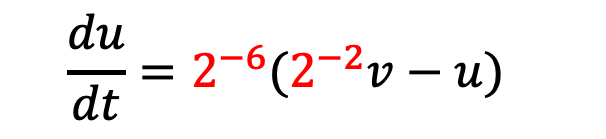 du/dt = 2⁻⁶(2⁻²v − u)